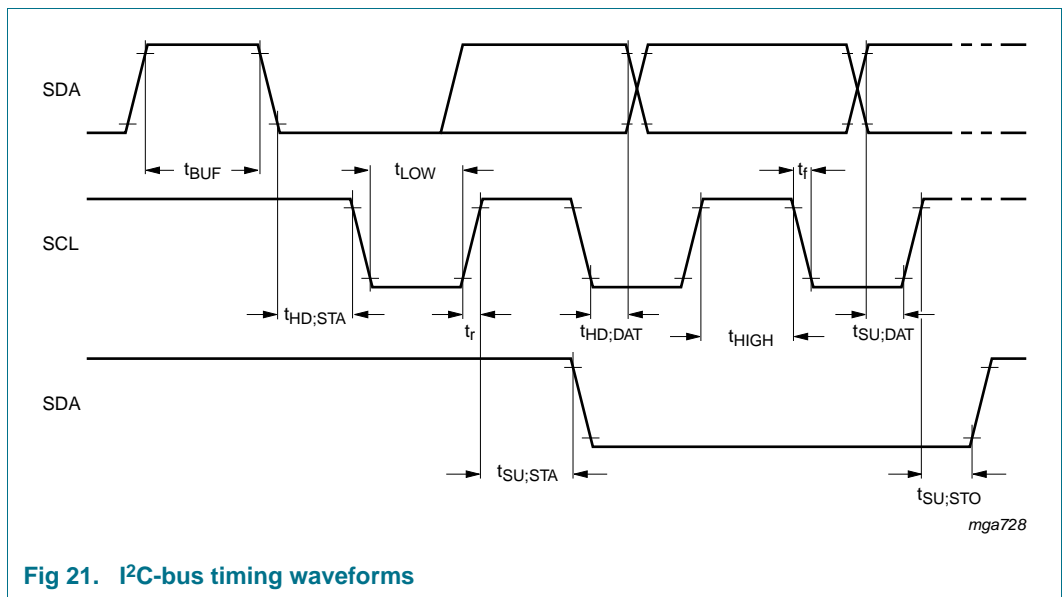 SDA
tBUF
tLOW
tf
SCL
tHD;STA
tr
tHD;DAT
tHIGH
tSU;DAT
SDA
tSU;STA
tSU;STO
mga728
Fig 21. I²C-bus timing waveforms